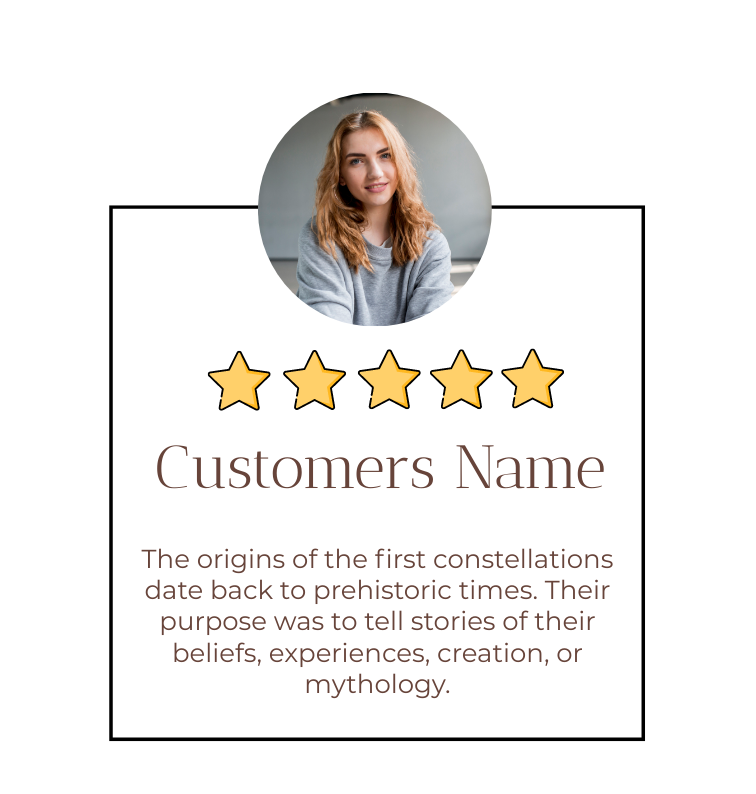 Customers Name
The origins of the first constellations
date back to prehistoric times. Their
purpose was to tell stories of their
beliefs, experiences, creation, or
mythology.